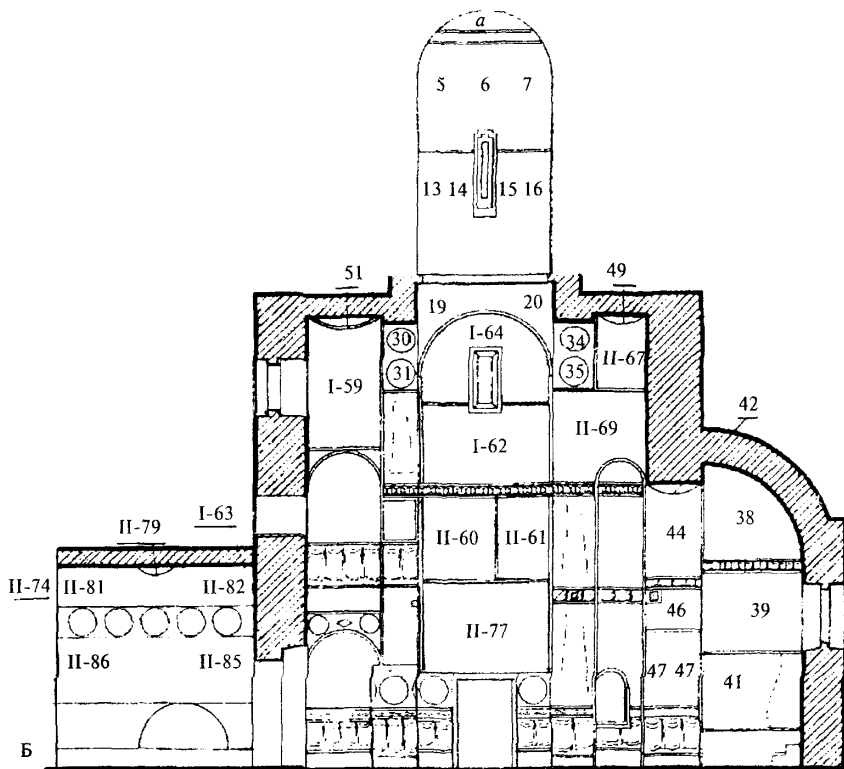 а
5 6 7
13 14 15 16
51 49
19 20
30 I-64 34
I-59 31 35 II-67
42
I-62 II-69
I-63
II-79 II-60 II-61 44 38
II-74 II-81 II-82
46 39
II-77
II-86 II-85 47 47 41
Б